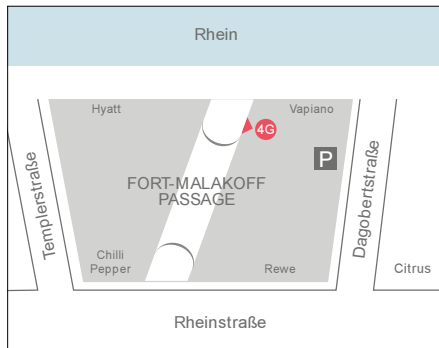 Rhein
Hyatt
Vapiano
4G
P
Templerstraße
FORT-MALAKOFF
PASSAGE
Dagobertstraße
Chilli
Pepper
Rewe
Citrus
Rheinstraße